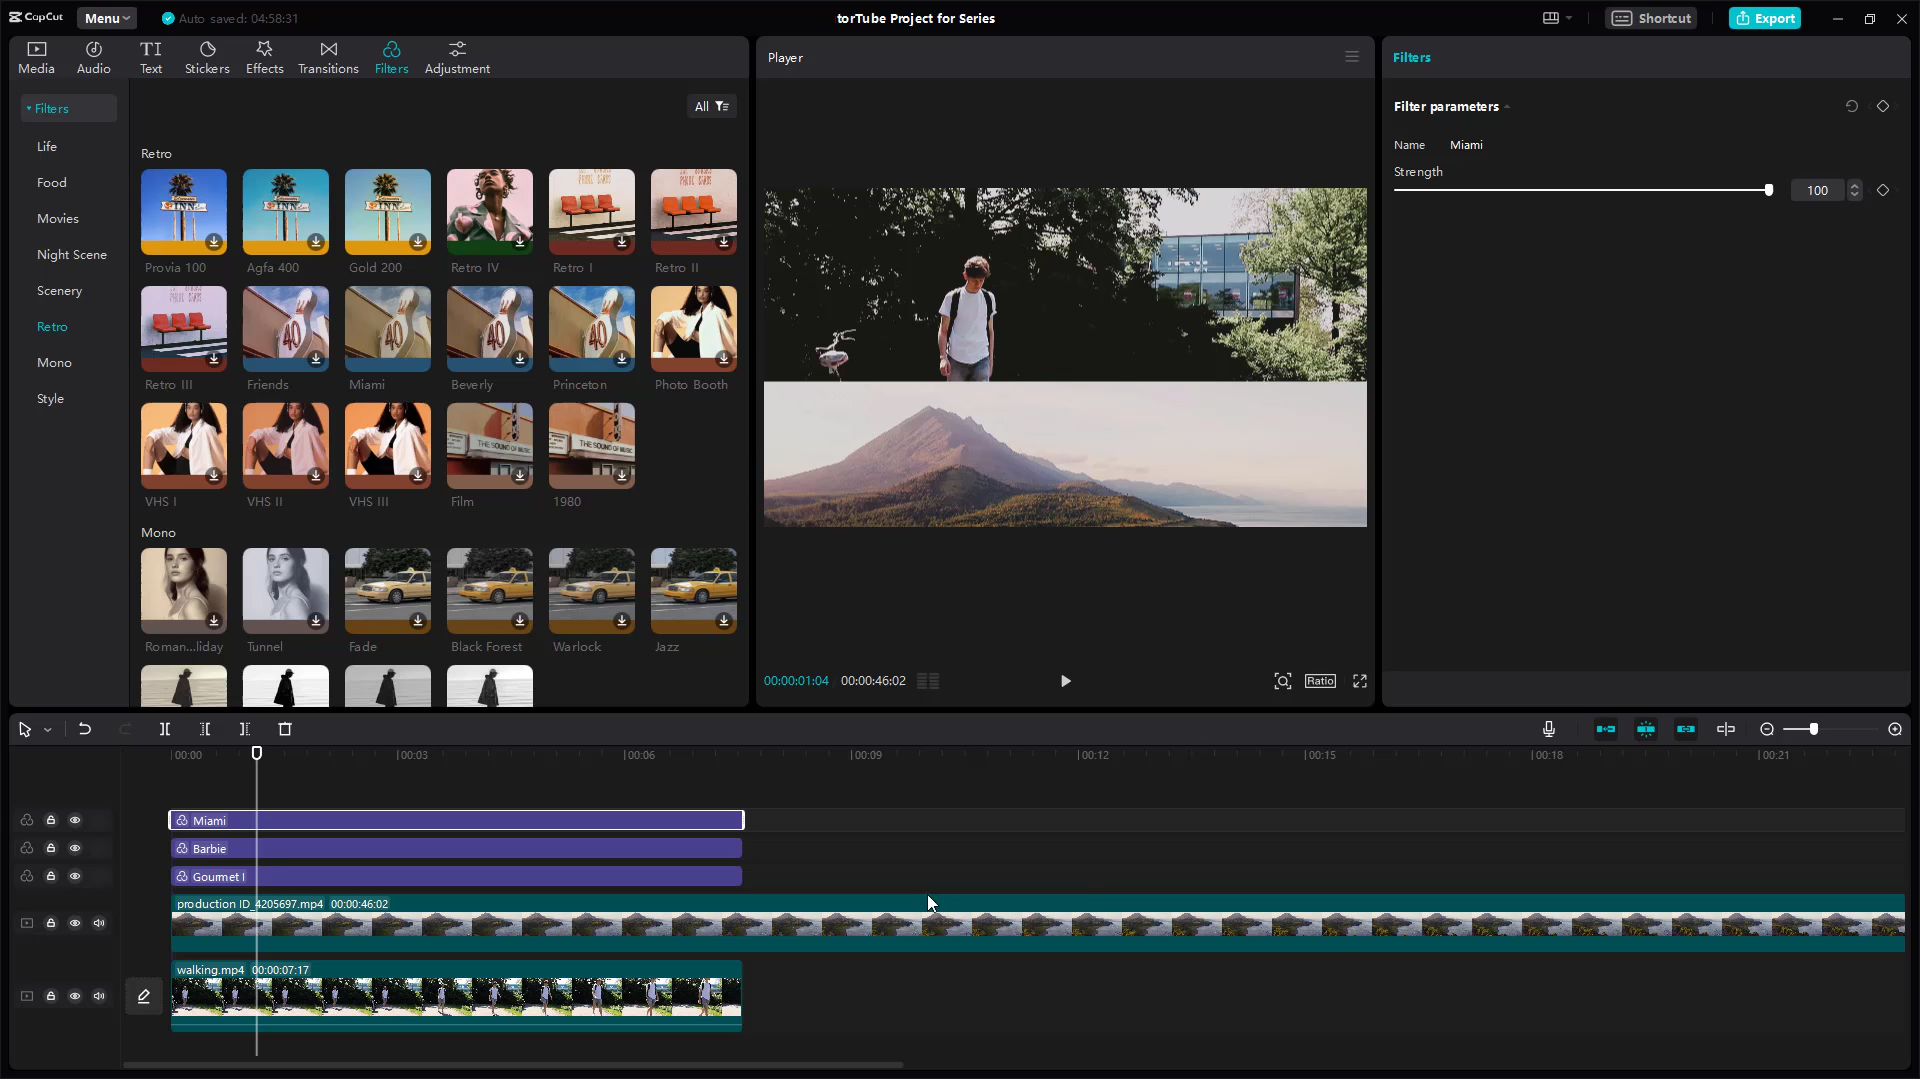 CapCut
Menu
Auto saved: 04:58:31
torTube Project for Series
Shortcut
Export
Media
Audio
TI
Text
Stickers
Effects
Transitions
Filters
Adjustment
Filters
Life
Food
Movies
Night Scene
Scenery
Retro
Mono
Style
All
Retro
Provia 100
Agfa 400
Gold 200
Retro IV
Retro I
Retro II
Retro III
Friends
Miami
Beverly
Princeton
Photo Booth
VHS I
VHS II
VHS III
Film
1980
Mono
Roman...liday
Tunnel
Fade
Black Forest
Warlock
Jazz
Player
00:00:01:04
00:00:46:02
Ratio
Filters
Filter parameters
Name
Miami
Strength
100
00:00
00:03
00:06
00:09
00:12
00:15
00:18
00:21
Miami
Barbie
Gourmet I
production ID_4205697.mp4 00:00:46:02
walking.mp4 00:00:07:17